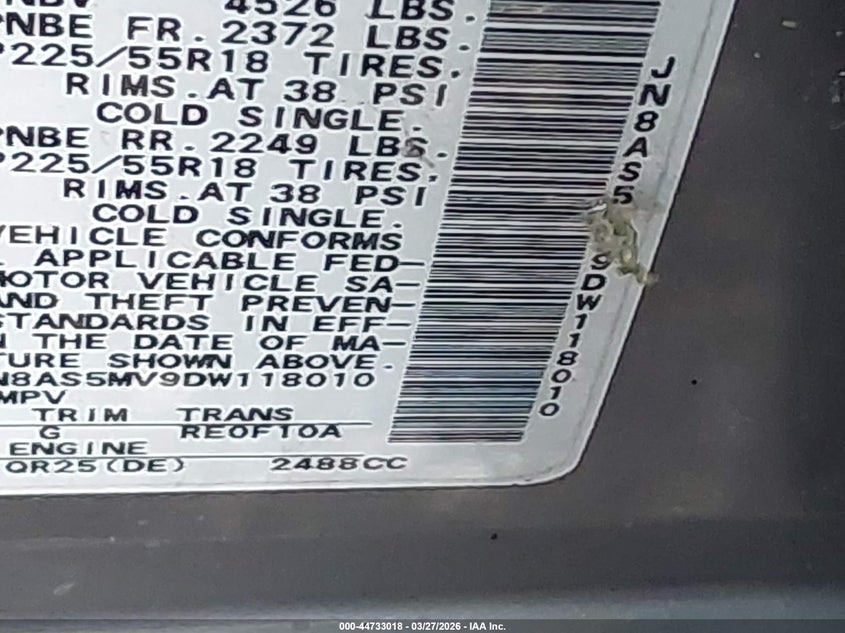 4526 LBS.
NBE FR. 2372 LBS.
P225/55R18 TIRES.
RIMS. AT 38 PSI
COLD SINGLE.
NBE RR. 2249 LBS.
P225/55R18 TIRES.
RIMS. AT 38 PSI
COLD SINGLE.
VEHICLE CONFORMS
APPLICABLE FED-
MOTOR VEHICLE SA-
AND THEFT PREVEN-
STANDARDS IN EFF-
THE DATE OF MA-
TURE SHOWN ABOVE.
N8AS5MV9DW118010
MPV
TRIM TRANS
G RE0F10A
ENGINE
QR25(DE) 2488CC
JN8AS5 9DW118010
000-44733018 - 03/27/2026 - IAA Inc.